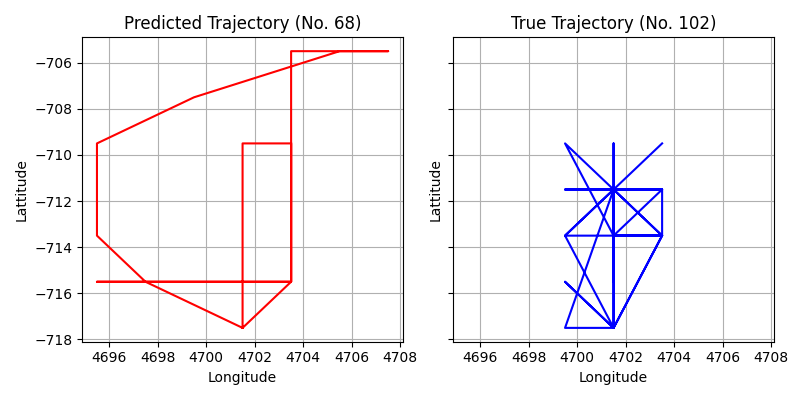 Predicted Trajectory (No. 68)
True Trajectory (No. 102)
Lattitude
−706
−708
−710
−712
−714
−716
−718
4696 4698 4700 4702 4704 4706 4708
Longitude
Lattitude
4696 4698 4700 4702 4704 4706 4708
Longitude